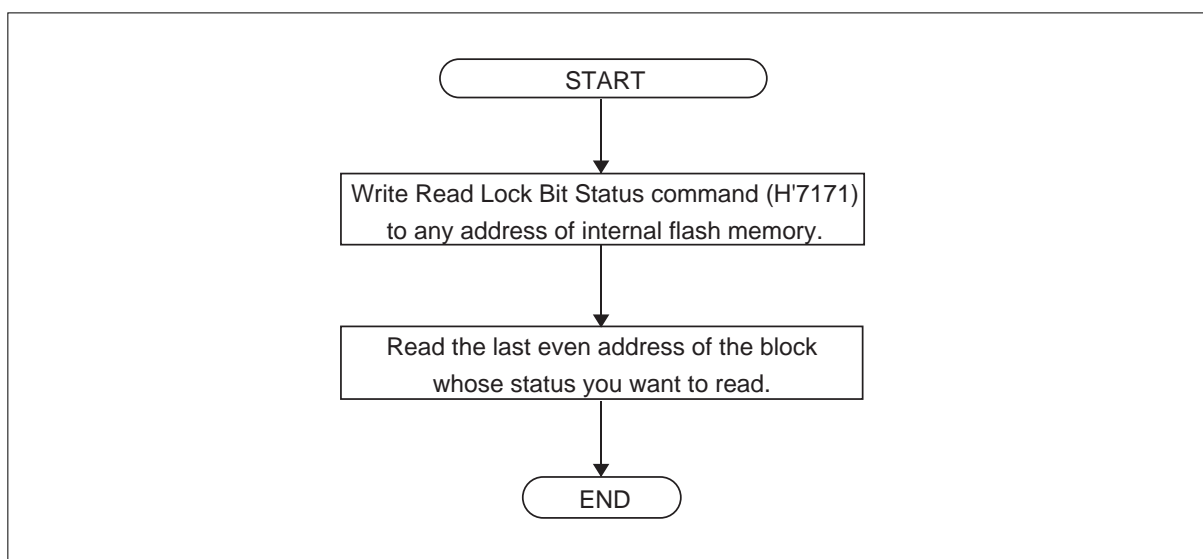 START
Write Read Lock Bit Status command (H'7171)
to any address of internal flash memory.
Read the last even address of the block
whose status you want to read.
END